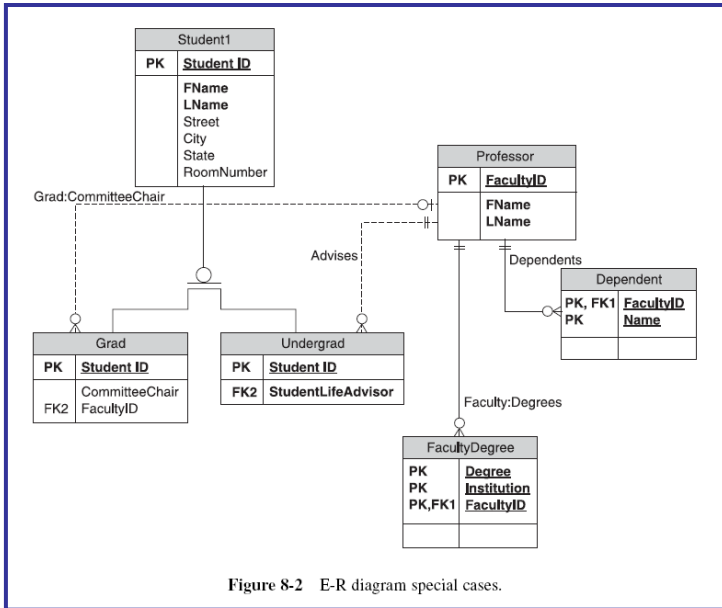 Student1
PK Student ID
FName
LName
Street
City
State
RoomNumber
Professor
PK FacultyID
FName
LName
Grad:CommitteeChair
Advises
Dependents
Dependent
PK, FK1 FacultyID
PK Name
Grad
PK Student ID
CommitteeChair
FK2 FacultyID
Undergrad
PK Student ID
FK2 StudentLifeAdvisor
Faculty:Degrees
FacultyDegree
PK Degree
PK Institution
PK,FK1 FacultyID
Figure 8-2 E-R diagram special cases.